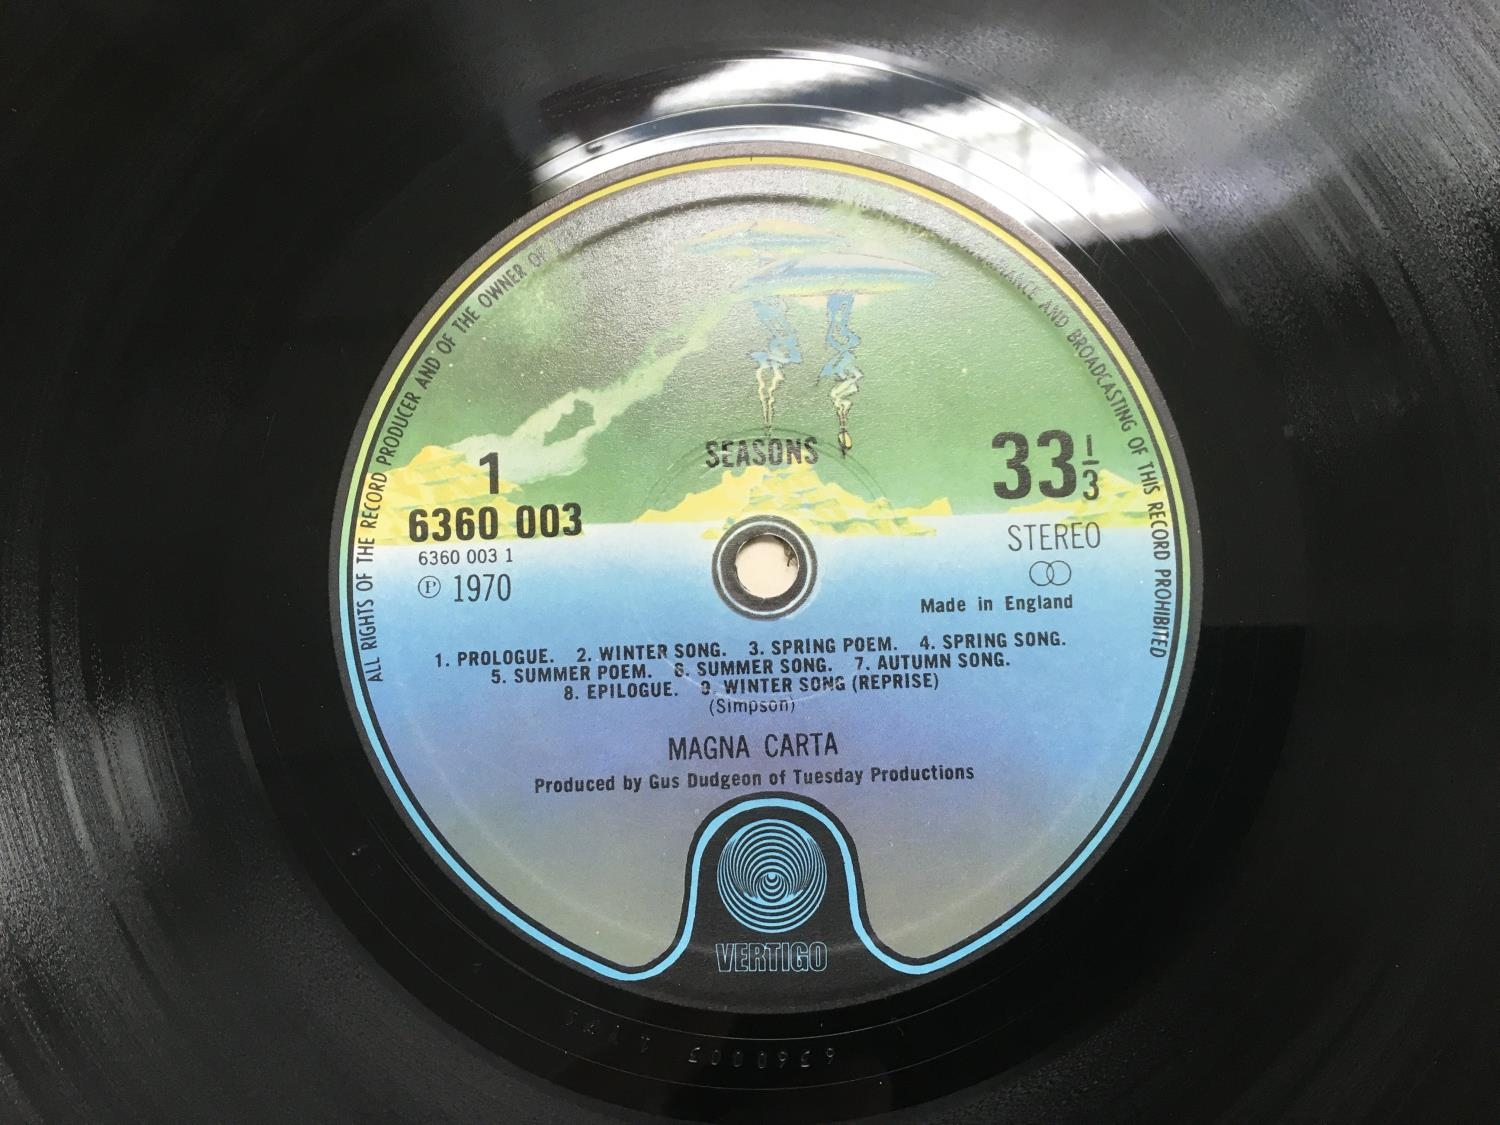 ALL RIGHTS OF THE RECORD PRODUCER AND OF THE OWNER OF
AND BROADCASTING OF THIS RECORD PROHIBITED
SEASONS
1
6360 003
6360 003 1
Ⓟ 1970
33 1/3
STEREO
Made in England
1. PROLOGUE. 2. WINTER SONG. 3. SPRING POEM. 4. SPRING SONG.
5. SUMMER POEM. 6. SUMMER SONG. 7. AUTUMN SONG.
8. EPILOGUE. 9. WINTER SONG (REPRISE)
(Simpson)
MAGNA CARTA
Produced by Gus Dudgeon of Tuesday Productions
VERTIGO